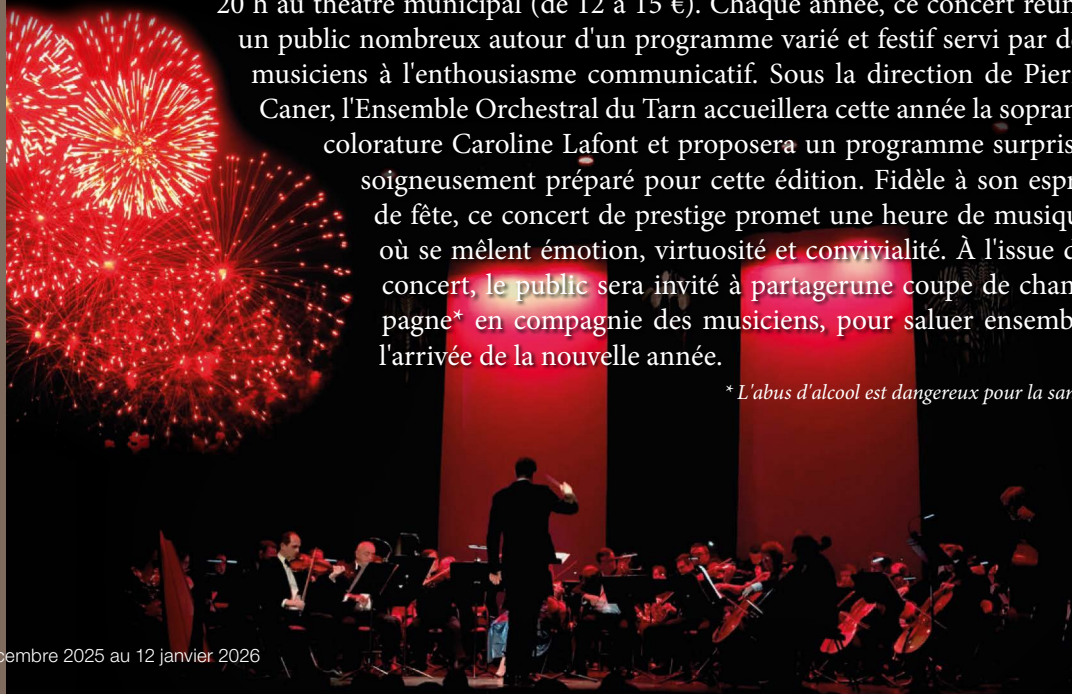 20 h au théâtre municipal (de 12 à 15 €). Chaque année, ce concert réun
un public nombreux autour d'un programme varié et festif servi par d
musiciens à l'enthousiasme communicatif. Sous la direction de Pier
Caner, l'Ensemble Orchestral du Tarn accueillera cette année la sopran
colorature Caroline Lafont et proposera un programme surpris
soigneusement préparé pour cette édition. Fidèle à son espr
de fête, ce concert de prestige promet une heure de musiqu
où se mêlent émotion, virtuosité et convivialité. À l'issue d
concert, le public sera invité à partagerune coupe de cham
pagne* en compagnie des musiciens, pour saluer ensemb
l'arrivée de la nouvelle année.
* L'abus d'alcool est dangereux pour la san
cembre 2025 au 12 janvier 2026